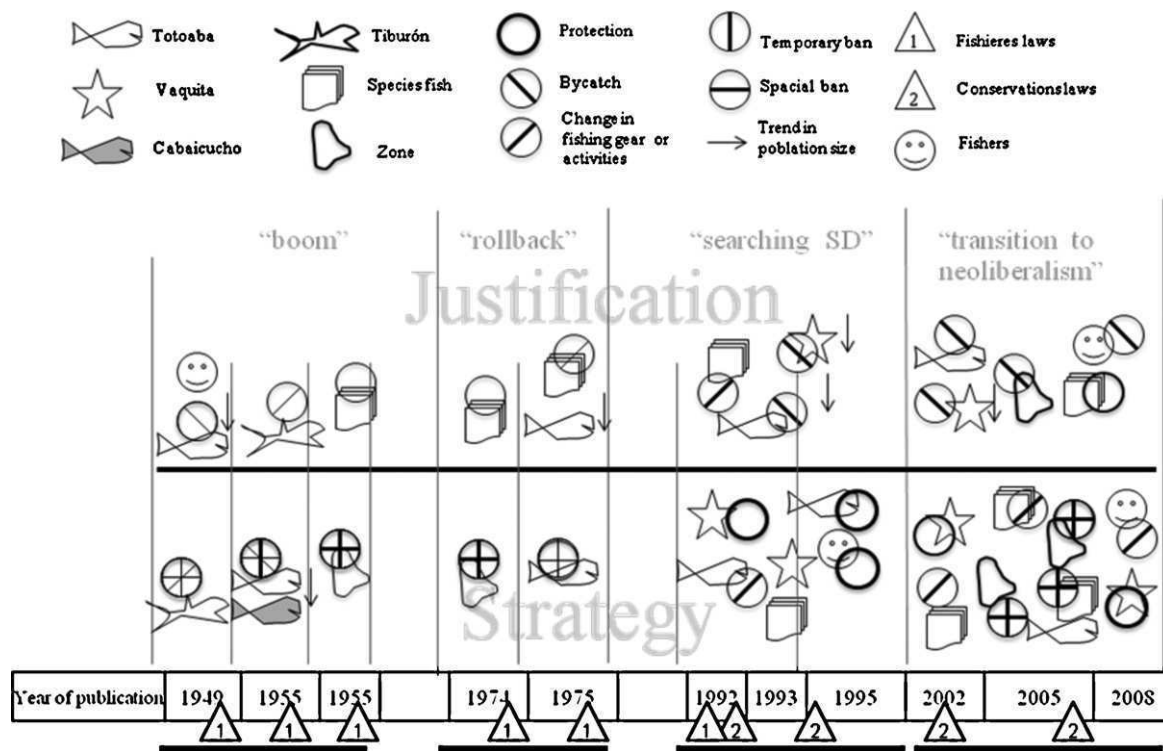 Totoaba
Tiburón
Protection
Temporary ban
1
Fishieres laws
Vaquita
Species fish
Bycatch
Spacial ban
2
Conservations laws
Cabaicucho
Zone
Change in
fishing gear or
activities
Trend in
poblation size
Fishers
“boom”
“rollback”
“searching SD”
“transition to
neoliberalism”
Justification
Strategy
Year of publication
1949
1955
1955
1974
1975
1992
1993
1995
2002
2005
2008
1
1
1
1
1
1
2
2
2
2